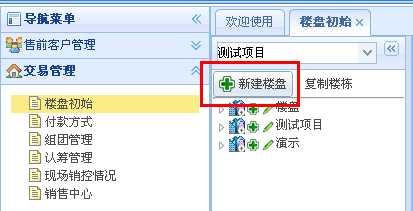 导航菜单
售前客户管理
交易管理
楼盘初始
付款方式
组团管理
认筹管理
现场销控情况
销售中心
欢迎使用
楼盘初始 ×
测试项目
新建楼盘
复制楼栋
楼盘
测试项目
演示